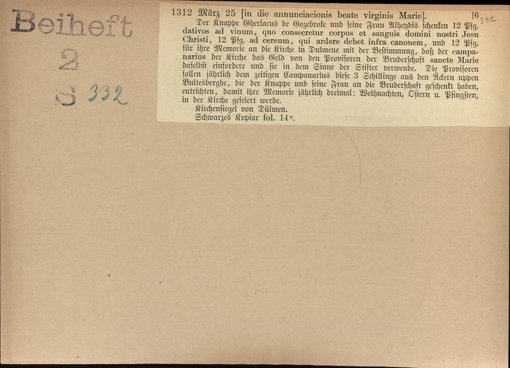 Beiheft
2
S 332
1312 März 25 [in die annunciacionis beate virginis Marie]. [6
332
Der Knappe Gherlacus de Gogebroke und seine Frau Alheydis schenken 12 Pfg.
dativos ad vinum, quo consecretur corpus et sanguis domini nostri Jesu
Christi, 12 Pfg. ad cereum, qui ardere debet infra canonem, und 12 Pfg.
für ihre Memorie an die Kirche in Dulmene mit der Bestimmung, daß der campa-
narius der Kirche das Geld von den Provisoren der Bruderschaft sancte Marie
daselbst einfordere und sie in dem Sinne der Stifter verwende. Die Provisoren
sollen jährlich dem zeitigen Campanarius diese 3 Schillinge aus den Äckern uppen
Bultesberghe, die der Knappe und seine Frau an die Bruderschaft geschenkt haben,
entrichten, damit ihre Memorie jährlich dreimal: Weihnachten, Ostern u. Pfingsten,
in der Kirche gefeiert werde.
Kirchensiegel von Dülmen.
Schwarzes Kopiar fol. 14v.